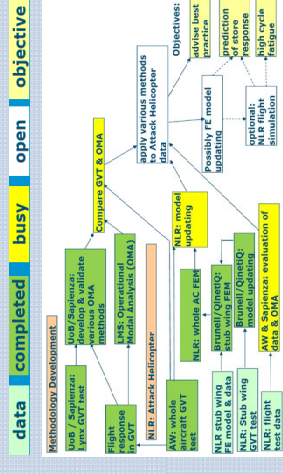 data
completed
busy
open
objective
Methodology Development
UoB / Sapienza:
Lynx GVT test
UoB/Sapienza:
develop & validate
various OMA
methods
Compare GVT & OMA
Flight
response
in GVT
LMS: Operational
Modal Analysis (OMA)
apply various methods
to Attack Helicopter
data
Objectives:
advise best
practice
prediction
of store
response
high cycle
fatigue
NLR: Attack Helicopter
AW: whole
aircraft GVT
test
NLR: whole AC FEM
NLR: model
updating
Possibly FE model
updating
optional:
NLR flight
simulation
NLR stub wing
FE model & data
Brunell/QinetiQ:
stub wing FEM
NLR: Stub wing
GVT test
Brunell/QinetiQ:
model updating
NLR: flight
test data
AW & Sapienza: evaluation of
data & OMA